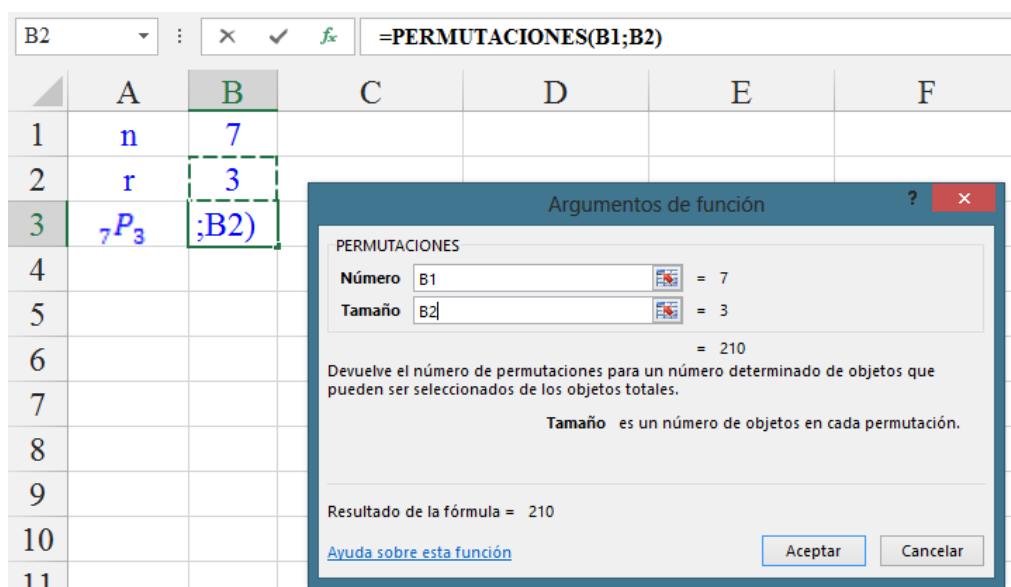 B2 fx =PERMUTACIONES(B1;B2)
A B C D E F
1 n 7
2 r 3
3 ₇P₃ ;B2)
4
5
6
7
8
9
10
11
Argumentos de función ? ×
PERMUTACIONES
Número B1 = 7
Tamaño B2 = 3
= 210
Devuelve el número de permutaciones para un número determinado de objetos que
pueden ser seleccionados de los objetos totales.
Tamaño es un número de objetos en cada permutación.
Resultado de la fórmula = 210
Ayuda sobre esta función Aceptar Cancelar